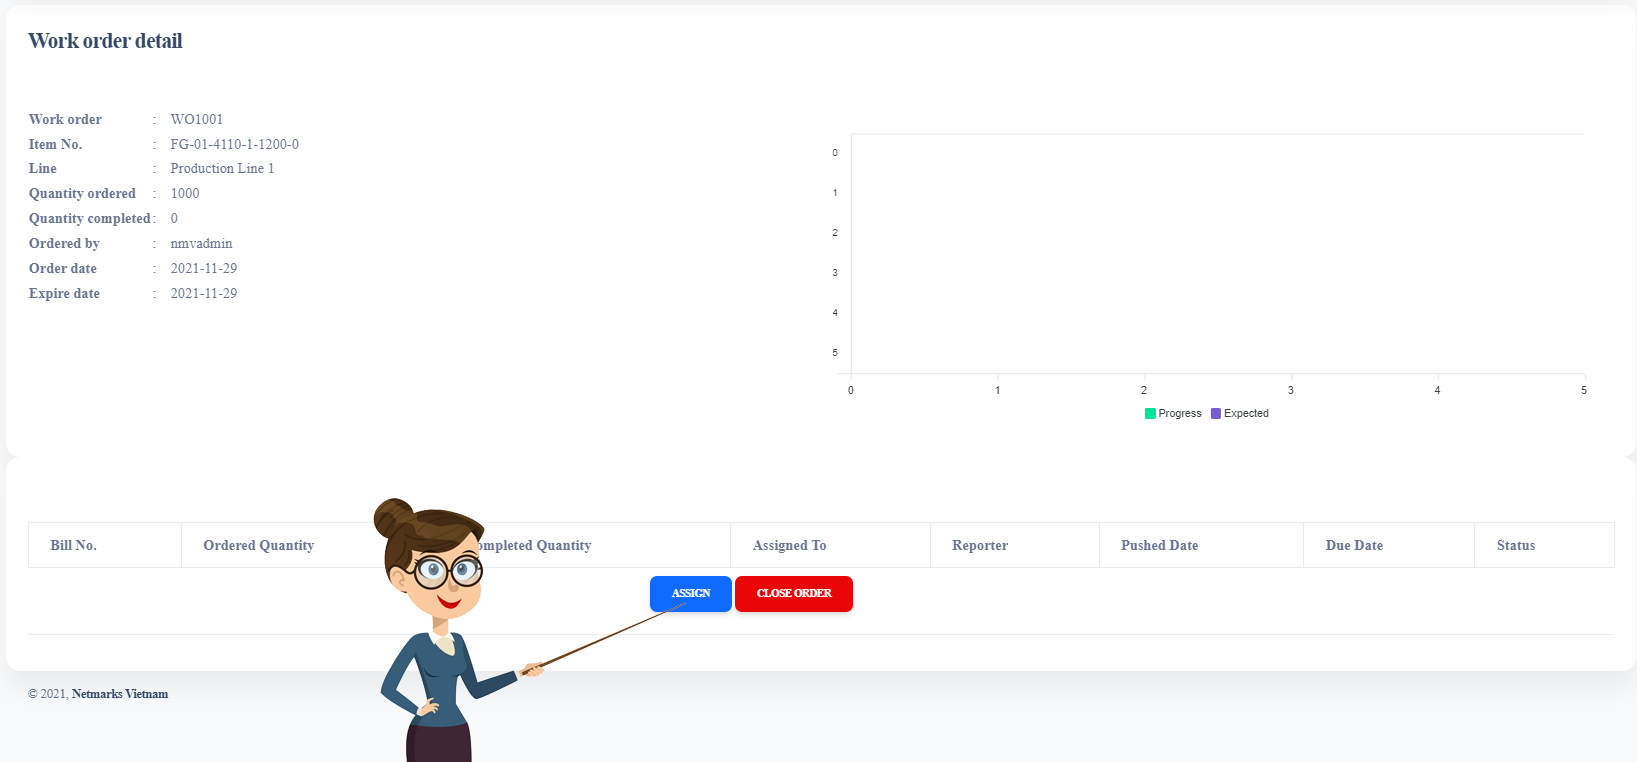 Work order detail
Work order : WO1001
Item No. : FG-01-4110-1-1200-0
Line : Production Line 1
Quantity ordered : 1000
Quantity completed : 0
Ordered by : nmvadmin
Order date : 2021-11-29
Expire date : 2021-11-29
0
1
2
3
4
5
0 1 2 3 4 5
Progress Expected
Bill No. Ordered Quantity ompleted Quantity Assigned To Reporter Pushed Date Due Date Status
ASSIGN CLOSE ORDER
© 2021, Netmarks Vietnam